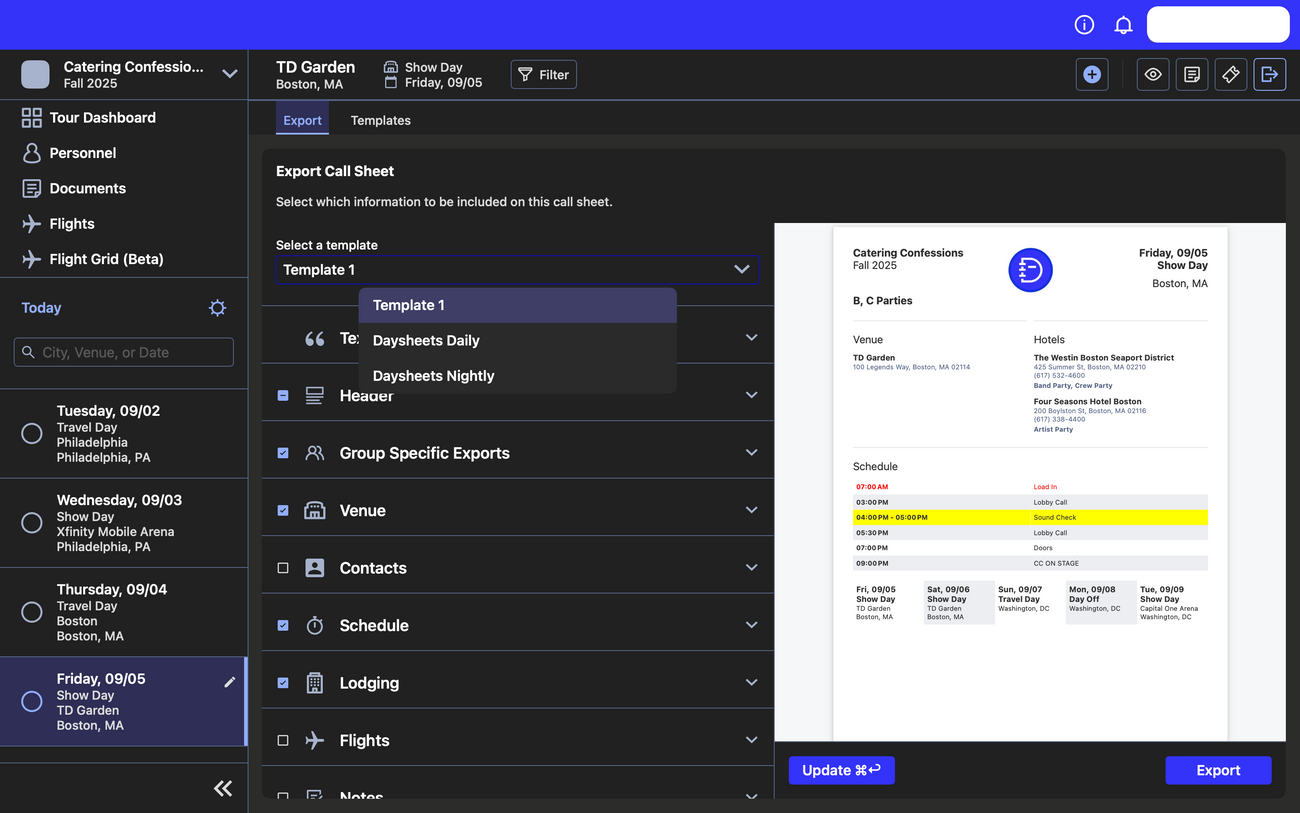 Catering Confessio...
Fall 2025
Tour Dashboard
Personnel
Documents
Flights
Flight Grid (Beta)
Today
City, Venue, or Date
Tuesday, 09/02
Travel Day
Philadelphia
Philadelphia, PA
Wednesday, 09/03
Show Day
Xfinity Mobile Arena
Philadelphia, PA
Thursday, 09/04
Travel Day
Boston
Boston, MA
Friday, 09/05
Show Day
TD Garden
Boston, MA
TD Garden
Boston, MA
Show Day
Friday, 09/05
Filter
Export
Templates
Export Call Sheet
Select which information to be included on this call sheet.
Select a template
Template 1
Template 1
Daysheets Daily
Daysheets Nightly
Header
Group Specific Exports
Venue
Contacts
Schedule
Lodging
Flights
Notes
Catering Confessions
Fall 2025
B, C Parties
Friday, 09/05
Show Day
Boston, MA
Venue
TD Garden
100 Legends Way, Boston, MA 02114
Hotels
The Westin Boston Seaport District
425 Summer St, Boston, MA 02210
(617) 532-4600
Band Party, Crew Party
Four Seasons Hotel Boston
200 Boylston St, Boston, MA 02116
(617) 338-4400
Artist Party
Schedule
07:00 AM Load In
03:00 PM Lobby Call
04:00 PM - 05:00 PM Sound Check
05:30 PM Lobby Call
07:00 PM Doors
09:00 PM CC ON STAGE
Fri, 09/05
Show Day
TD Garden
Boston, MA
Sat, 09/06
Show Day
TD Garden
Boston, MA
Sun, 09/07
Travel Day
Washington, DC
Mon, 09/08
Day Off
Washington, DC
Tue, 09/09
Show Day
Capital One Arena
Washington, DC
Update ⌘↩
Export